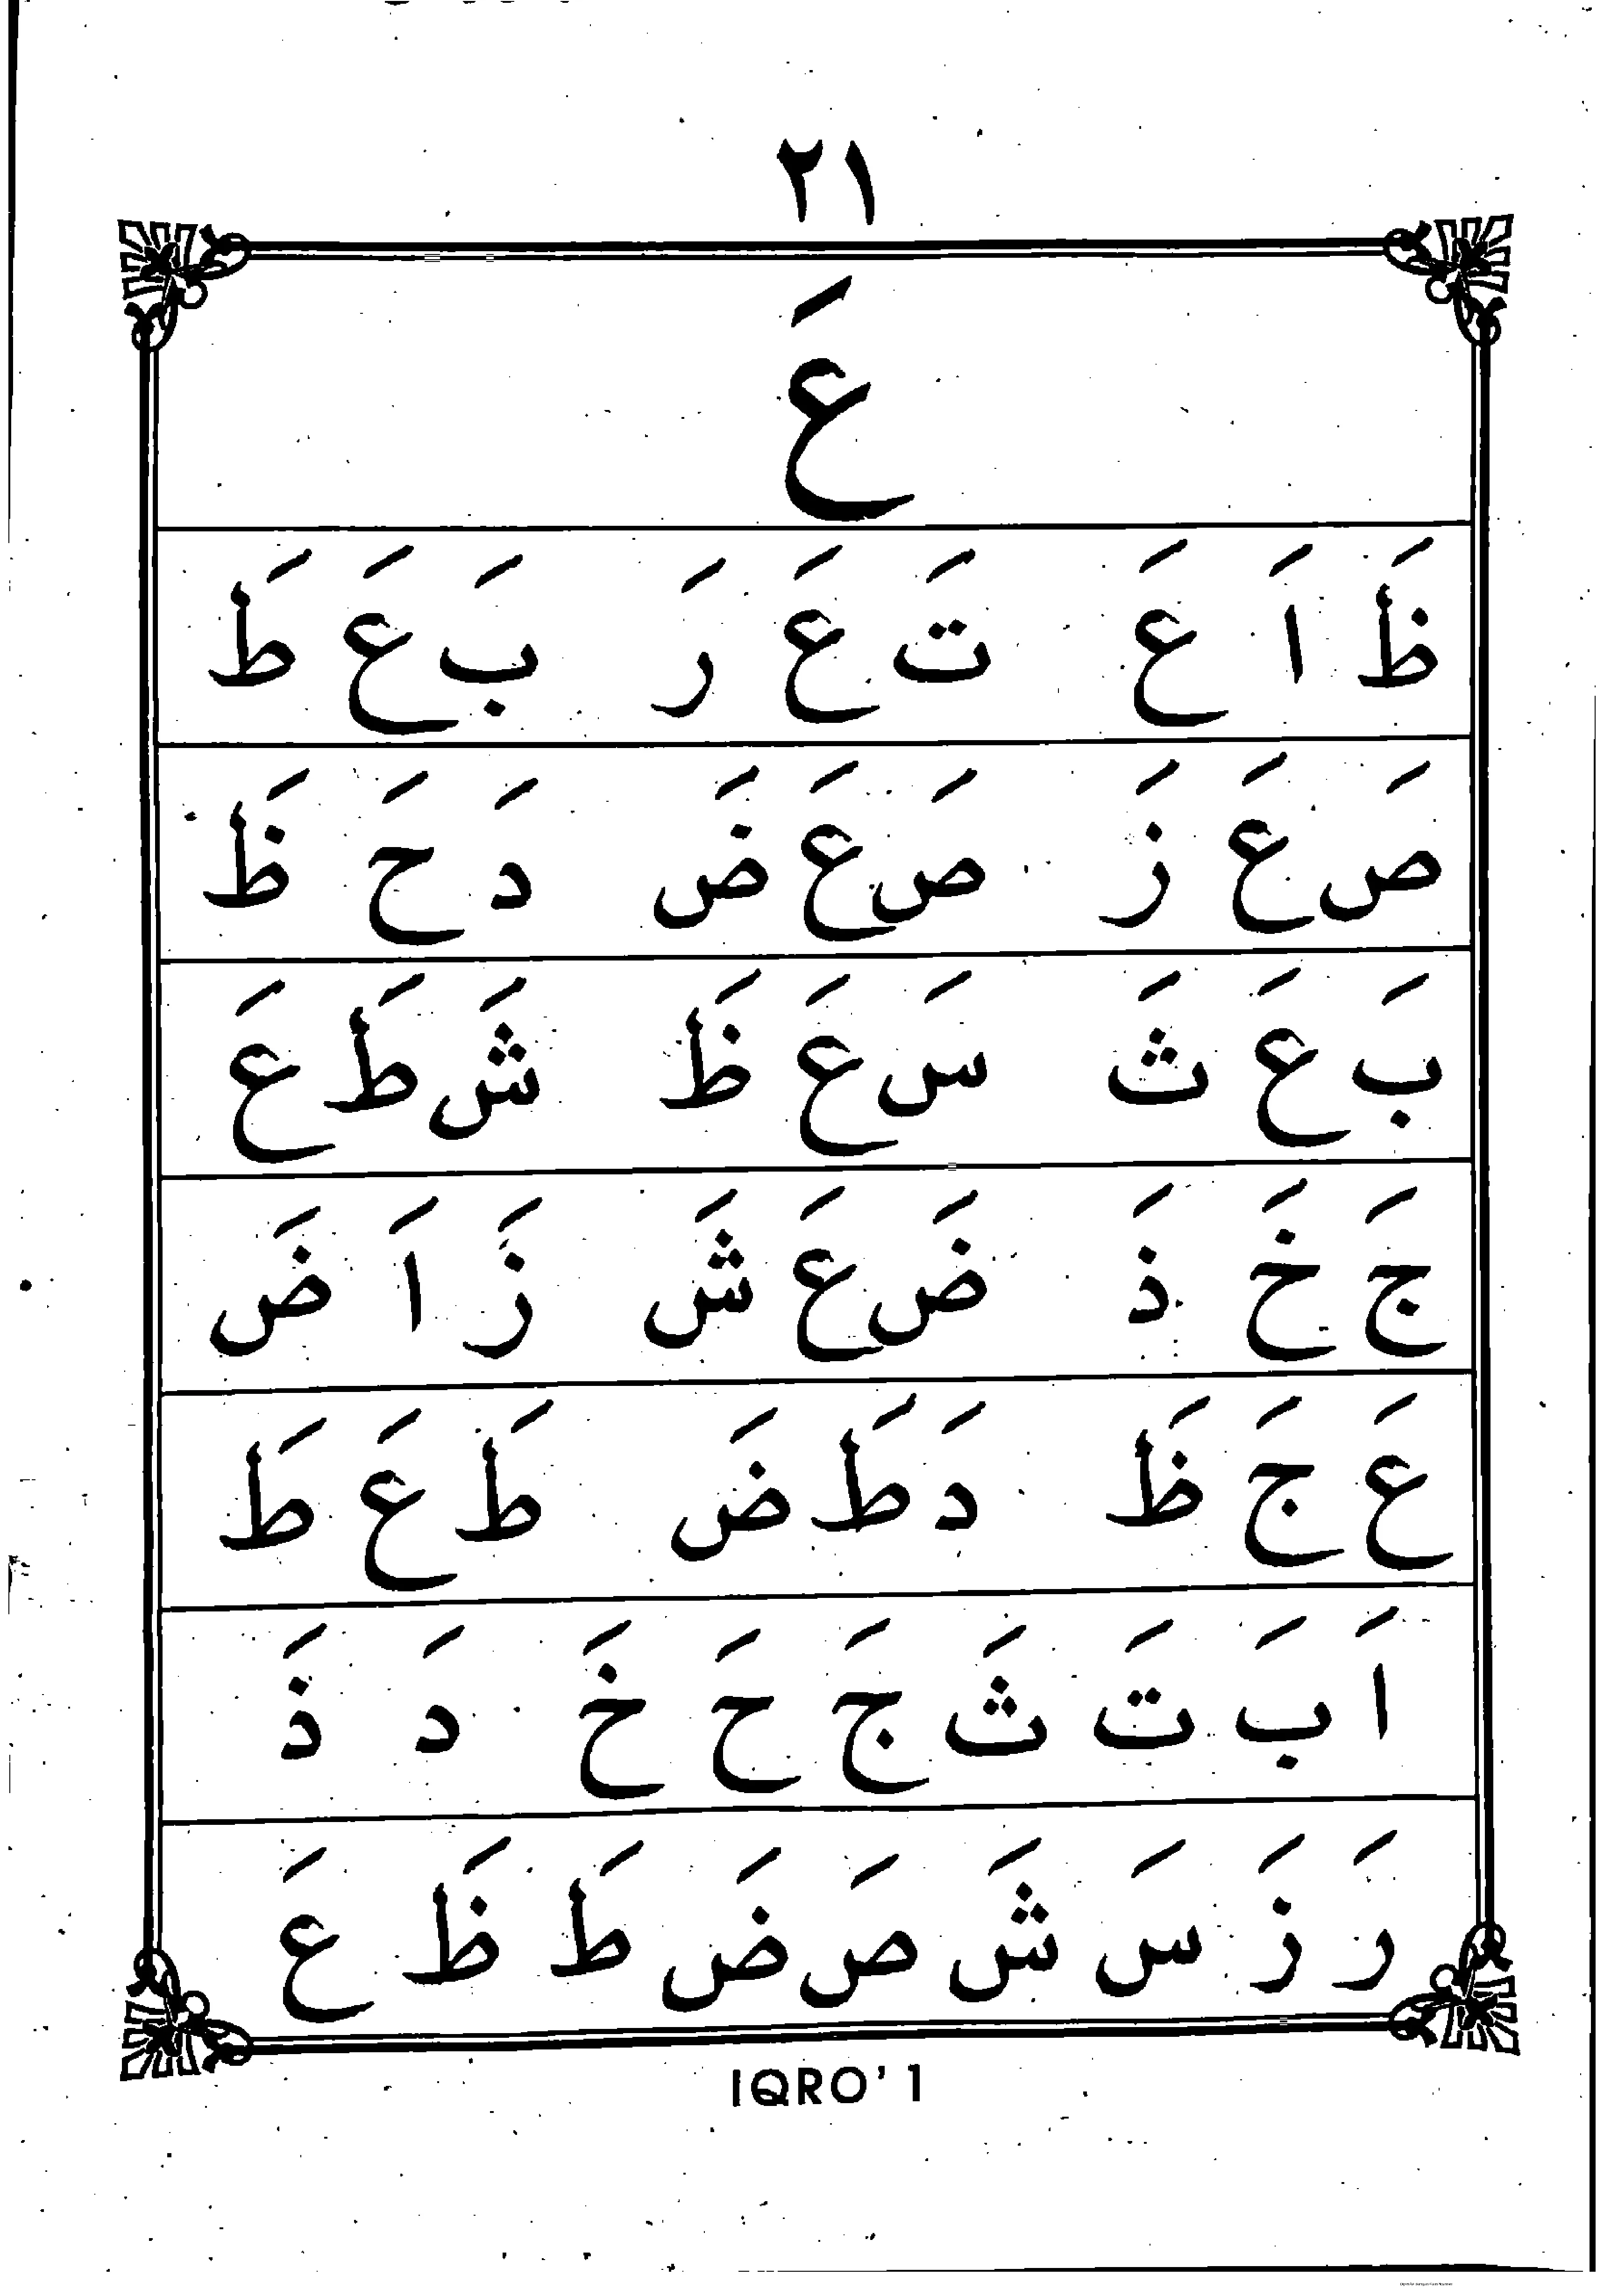 ٢١
عَ
ظَ اَ عَ تَ عَ رَ بَ عَ طَ
صَ عَ زَ صَ عَ ضَ دَ حَ ظَ
بَ عَ ثَ سَ عَ ظَ شَ طَ عَ
جَ خَ ذَ ضَ عَ شَ زَ اَ ضَ
عَ جَ ظَ دَ طَ ضَ طَ عَ طَ
اَ بَ تَ ثَ جَ حَ خَ دَ ذَ
رَ زَ سَ شَ صَ ضَ طَ ظَ عَ
IQRO' 1